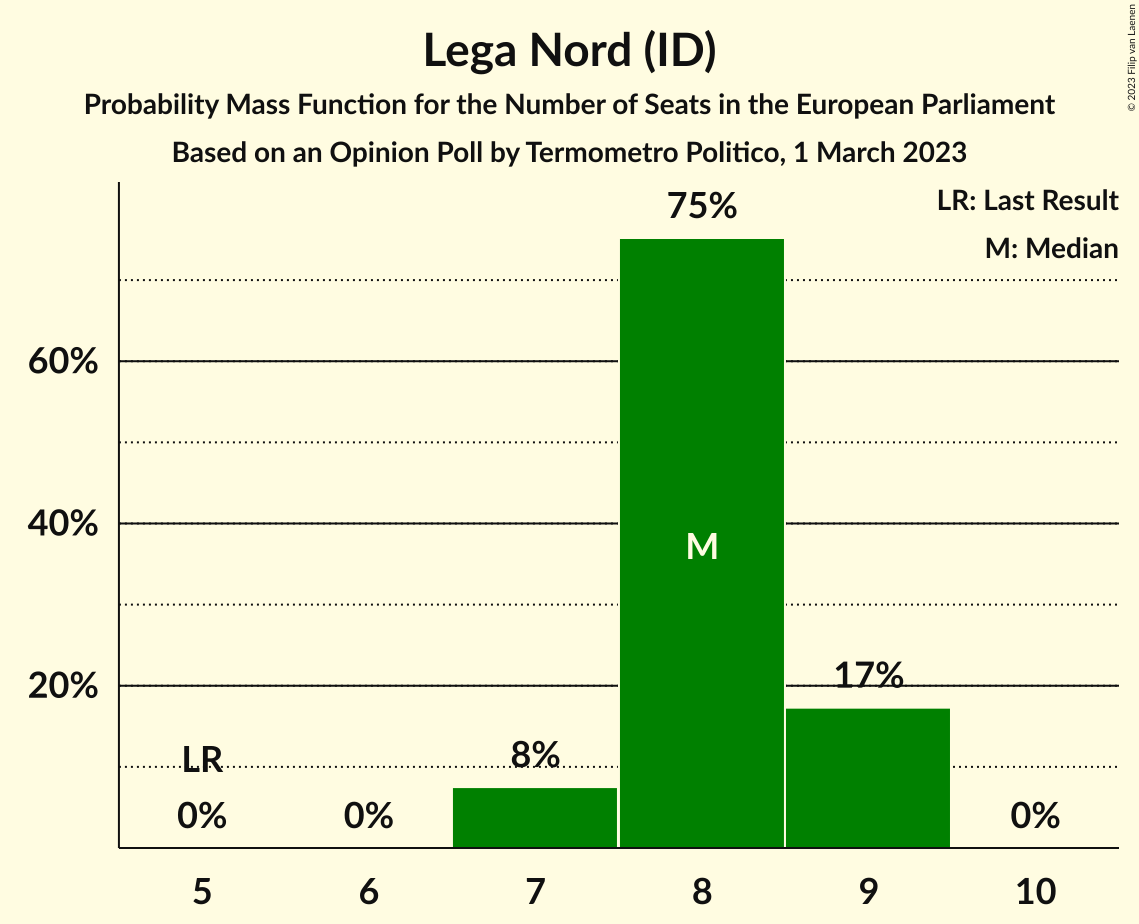 Lega Nord (ID)
Probability Mass Function for the Number of Seats in the European Parliament
Based on an Opinion Poll by Termometro Politico, 1 March 2023
© 2023 Filip van Laenen
LR: Last Result
M: Median
75%
60%
40%
M
17%
20%
LR
8%
0%
0%
0%
5
6
7
8
9
10